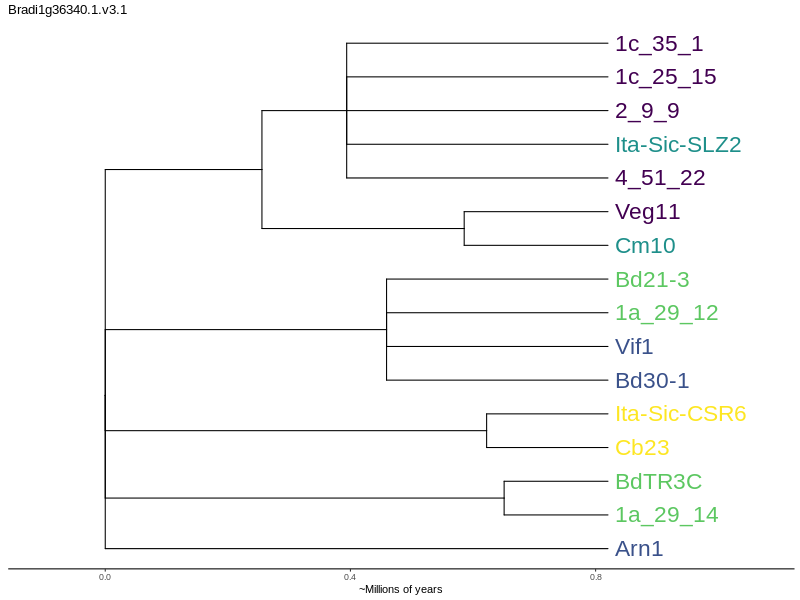 Bradi1g36340.1.v3.1
1c_35_1
1c_25_15
2_9_9
Ita-Sic-SLZ2
4_51_22
Veg11
Cm10
Bd21-3
1a_29_12
Vif1
Bd30-1
Ita-Sic-CSR6
Cb23
BdTR3C
1a_29_14
Arn1
0.0 0.4 0.8
~Millions of years